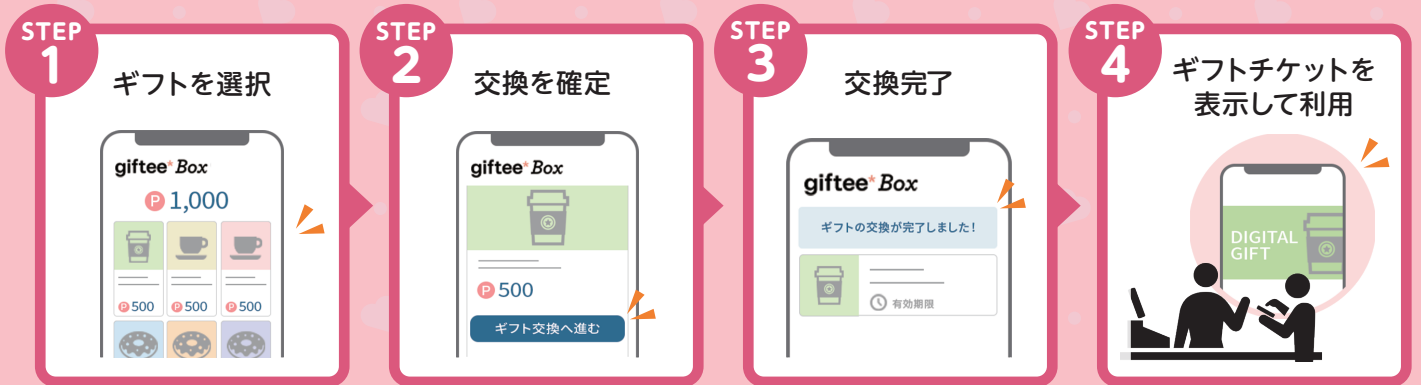 STEP
1
ギフトを選択
giftee* Box
P 1,000
P 500
P 500
P 500
STEP
2
交換を確定
giftee* Box
P 500
ギフト交換へ進む
STEP
3
交換完了
giftee* Box
ギフトの交換が完了しました!
有効期限
STEP
4
ギフトチケットを
表示して利用
DIGITAL
GIFT